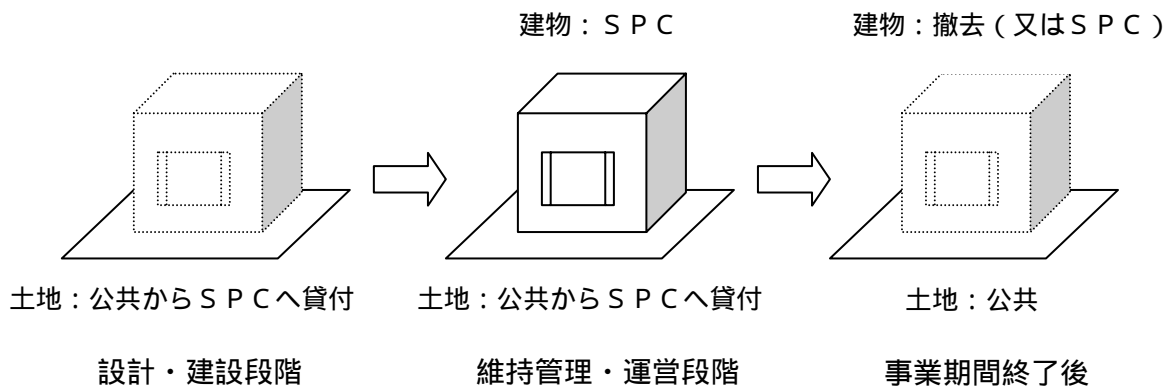 建物：ＳＰＣ
建物：撤去（又はＳＰＣ）
土地：公共からＳＰＣへ貸付
土地：公共からＳＰＣへ貸付
土地：公共
設計・建設段階
維持管理・運営段階
事業期間終了後